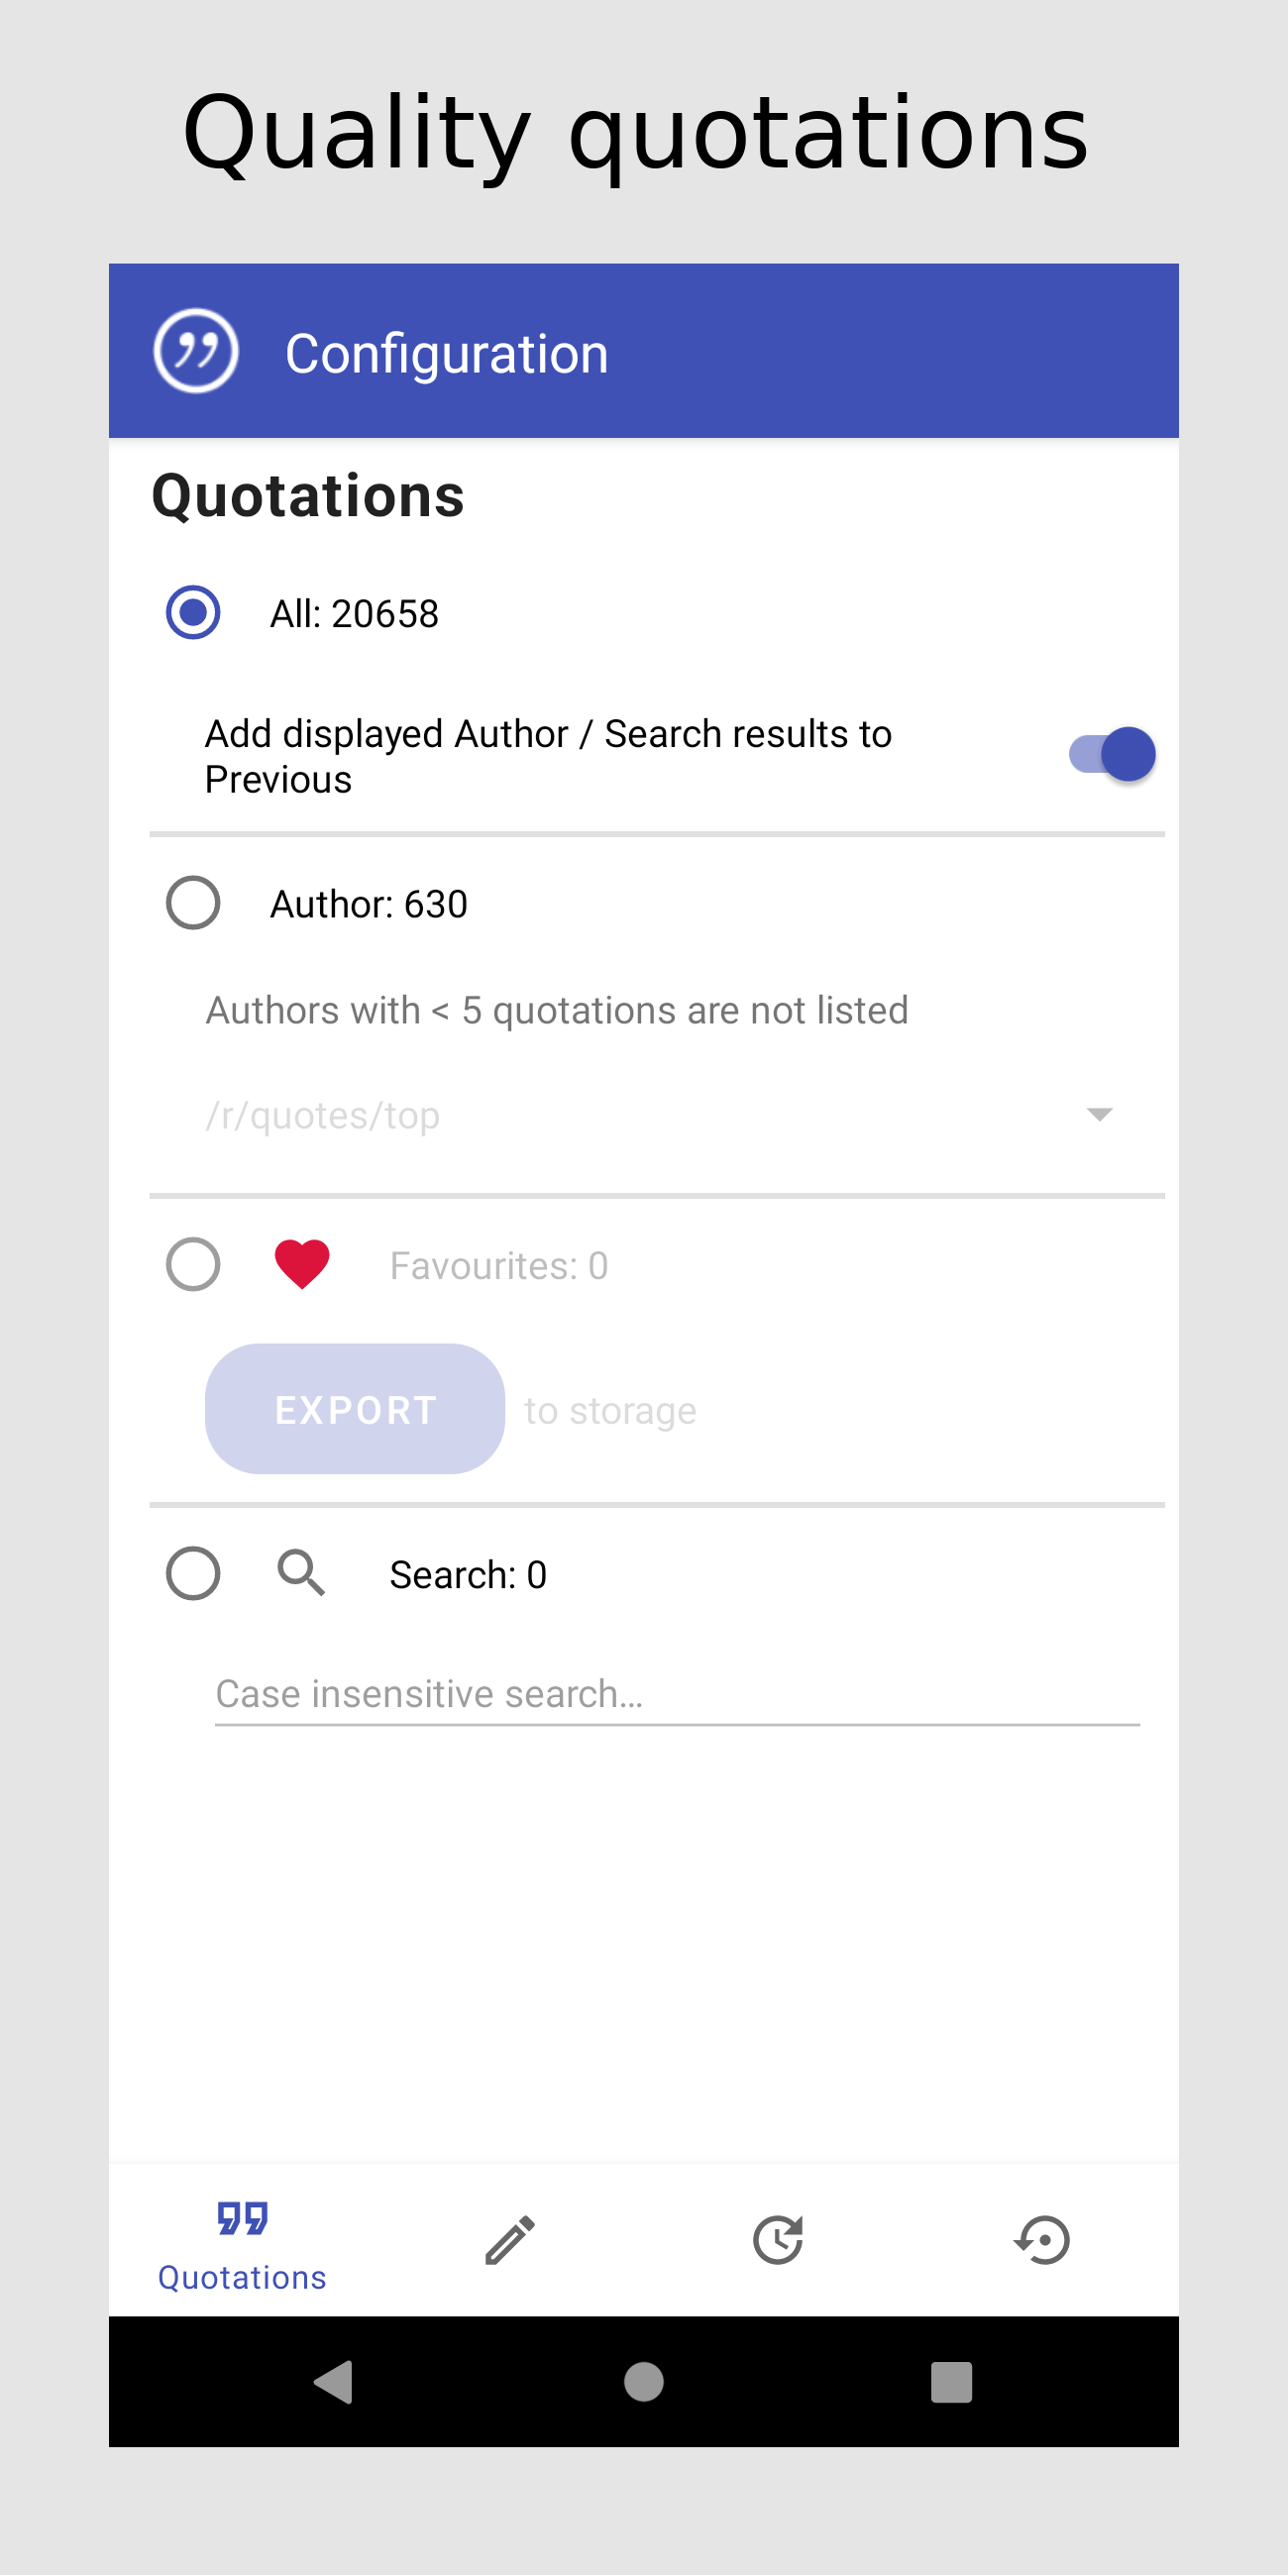 Quality quotations
Configuration
Quotations
All: 20658
Add displayed Author / Search results to
Previous
Author: 630
Authors with < 5 quotations are not listed
/r/quotes/top
Favourites: 0
EXPORT to storage
Search: 0
Case insensitive search...
Quotations